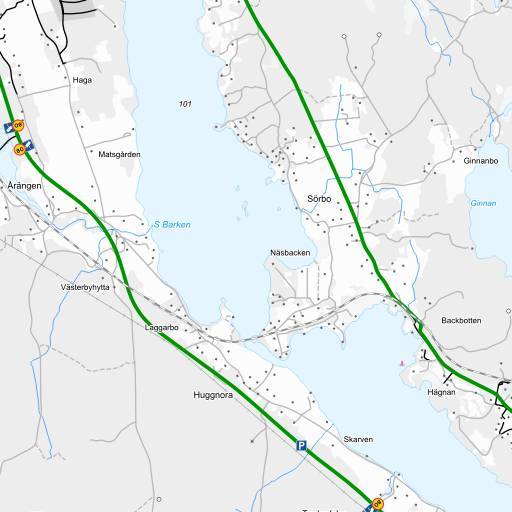 Haga
101
Matsgården
Ginnanbo
Årängen
Sörbo
Ginnan
S Barken
Näsbacken
Västerbyhytta
Backbotten
Laggarbo
Hägnan
Huggnora
Skarven
P